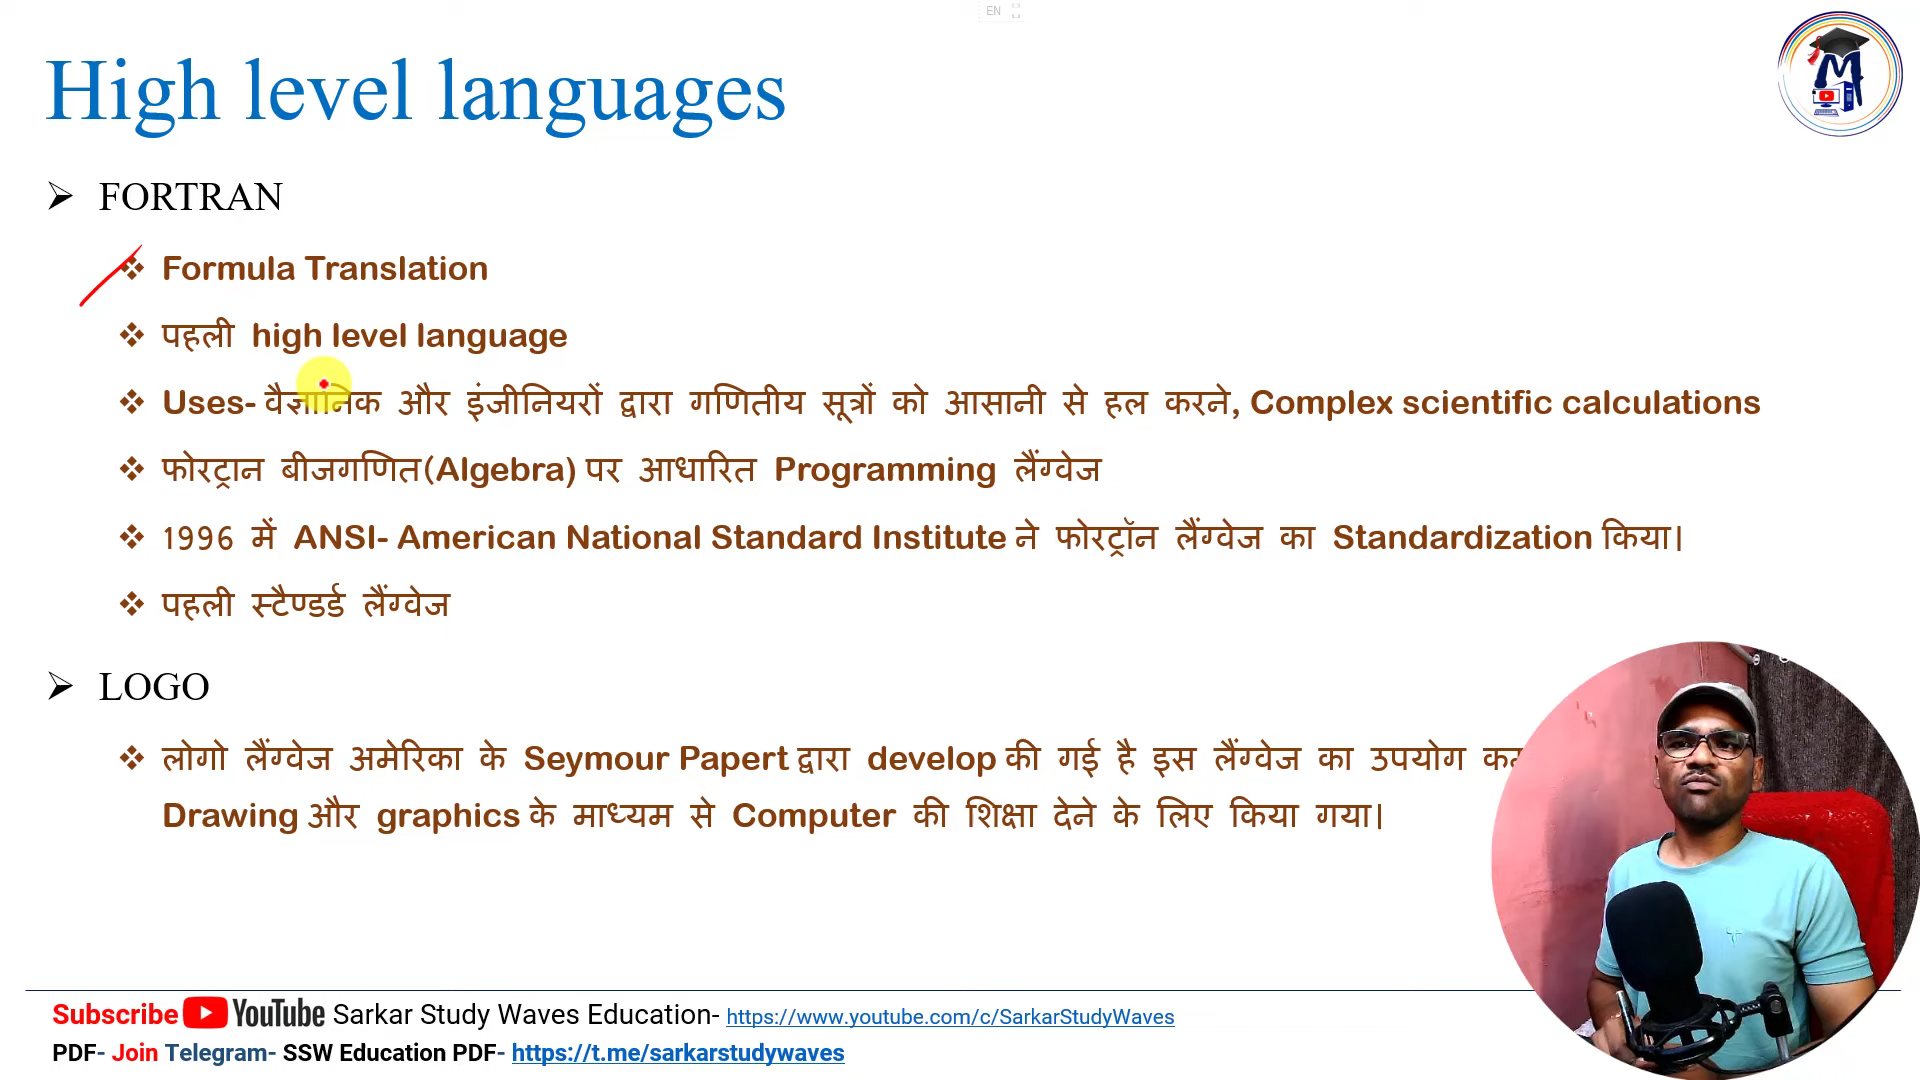 EN
High level languages
FORTRAN
Formula Translation
पहली high level language
Uses- वैज्ञानिक और इंजीनियरों द्वारा गणितीय सूत्रों को आसानी से हल करने, Complex scientific calculations
फोरट्रान बीजगणित(Algebra) पर आधारित Programming लैंग्वेज
1996 में ANSI- American National Standard Institute ने फोरट्रॉन लैंग्वेज का Standardization किया।
पहली स्टैण्डर्ड लैंग्वेज
LOGO
लोगो लैंग्वेज अमेरिका के Seymour Papert द्वारा develop की गई है इस लैंग्वेज का उपयोग
Drawing और graphics के माध्यम से Computer की शिक्षा देने के लिए किया गया।
Subscribe YouTube Sarkar Study Waves Education- https://www.youtube.com/c/SarkarStudyWaves
PDF- Join Telegram- SSW Education PDF- https://t.me/sarkarstudywaves